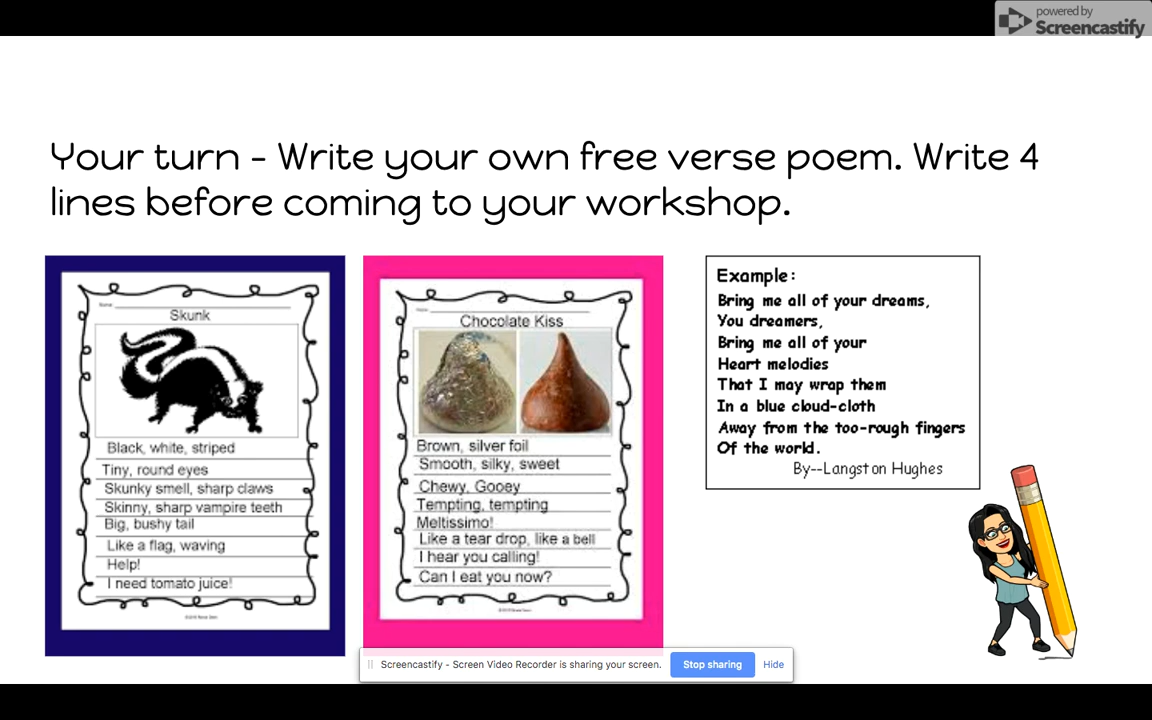 powered by
Screencastify
Your turn - Write your own free verse poem. Write 4
lines before coming to your workshop.
Skunk
Black, white, striped
Tiny, round eyes
Skunky smell, sharp claws
Skinny, sharp vampire teeth
Big, bushy tail
Like a flag, waving
Help!
I need tomato juice!
Chocolate Kiss
Brown, silver foil
Smooth, silky, sweet
Chewy, Gooey
Tempting, tempting
Meltissimo!
Like a tear drop, like a bell
I hear you calling!
Can I eat you now?
Example:
Bring me all of your dreams,
You dreamers,
Bring me all of your
Heart melodies
That I may wrap them
In a blue cloud-cloth
Away from the too-rough fingers
Of the world.
By--Langston Hughes
Screencastify - Screen Video Recorder is sharing your screen.
Stop sharing
Hide